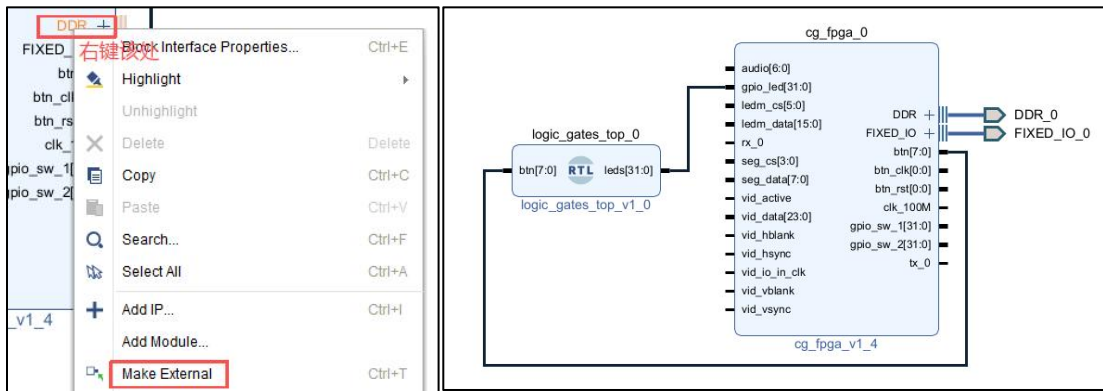 DDR
FIXED_
右键该处
Block Interface Properties... Ctrl+E
Highlight
Unhighlight
Delete Delete
Copy Ctrl+C
Paste Ctrl+V
Search... Ctrl+F
Select All Ctrl+A
Add IP... Ctrl+I
Add Module...
Make External Ctrl+T
btn
btn_cl
btn_rs
clk_
gpio_sw_1[
gpio_sw_2[
_v1_4
logic_gates_top_0
btn[7:0] RTL leds[31:0]
logic_gates_top_v1_0
cg_fpga_0
audio[6:0]
gpio_led[31:0]
ledm_cs[5:0]
ledm_data[15:0]
rx_0
seg_cs[3:0]
seg_data[7:0]
vid_active
vid_data[23:0]
vid_hblank
vid_hsync
vid_io_in_clk
vid_vblank
vid_vsync
DDR
FIXED_IO
btn[7:0]
btn_clk[0:0]
btn_rst[0:0]
clk_100M
gpio_sw_1[31:0]
gpio_sw_2[31:0]
tx_0
cg_fpga_v1_4
DDR_0
FIXED_IO_0